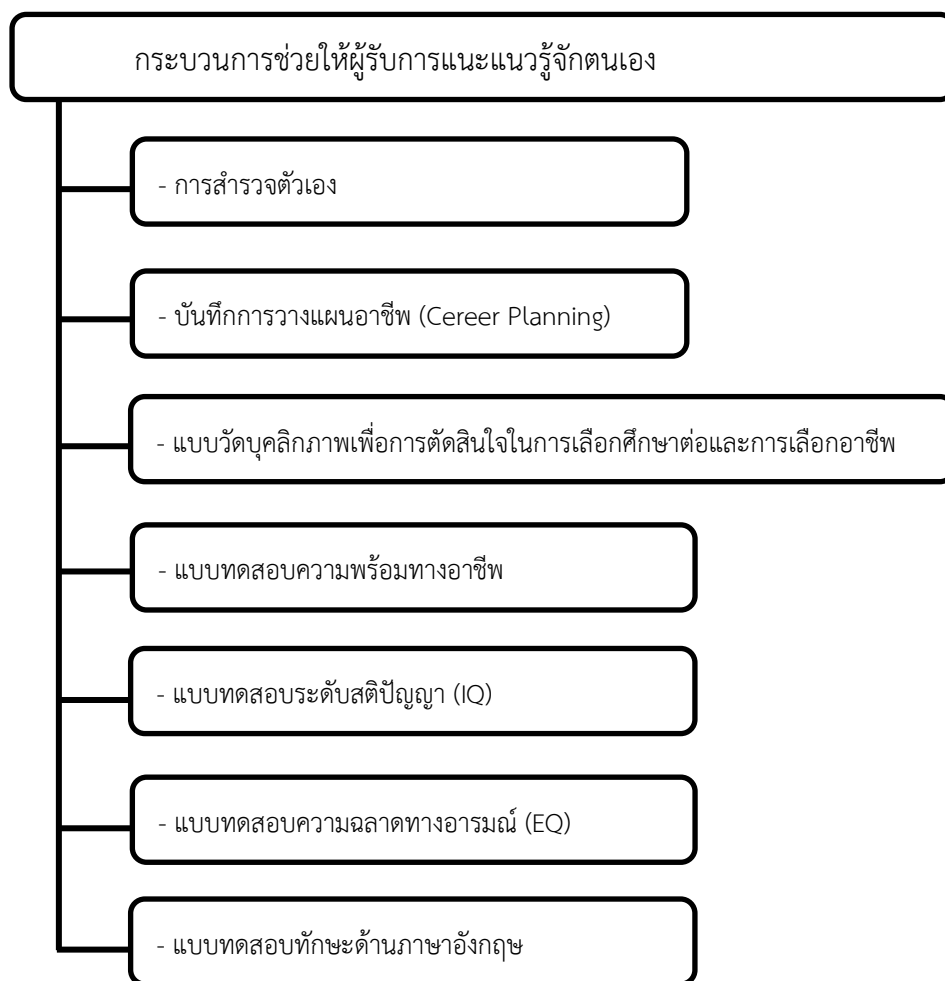 กระบวนการช่วยให้ผู้รับการแนะแนวรู้จักตนเอง
- การสำรวจตัวเอง
- บันทึกการวางแผนอาชีพ (Cereer Planning)
- แบบวัดบุคลิกภาพเพื่อการตัดสินใจในการเลือกศึกษาต่อและการเลือกอาชีพ
- แบบทดสอบความพร้อมทางอาชีพ
- แบบทดสอบระดับสติปัญญา (IQ)
- แบบทดสอบความฉลาดทางอารมณ์ (EQ)
- แบบทดสอบทักษะด้านภาษาอังกฤษ